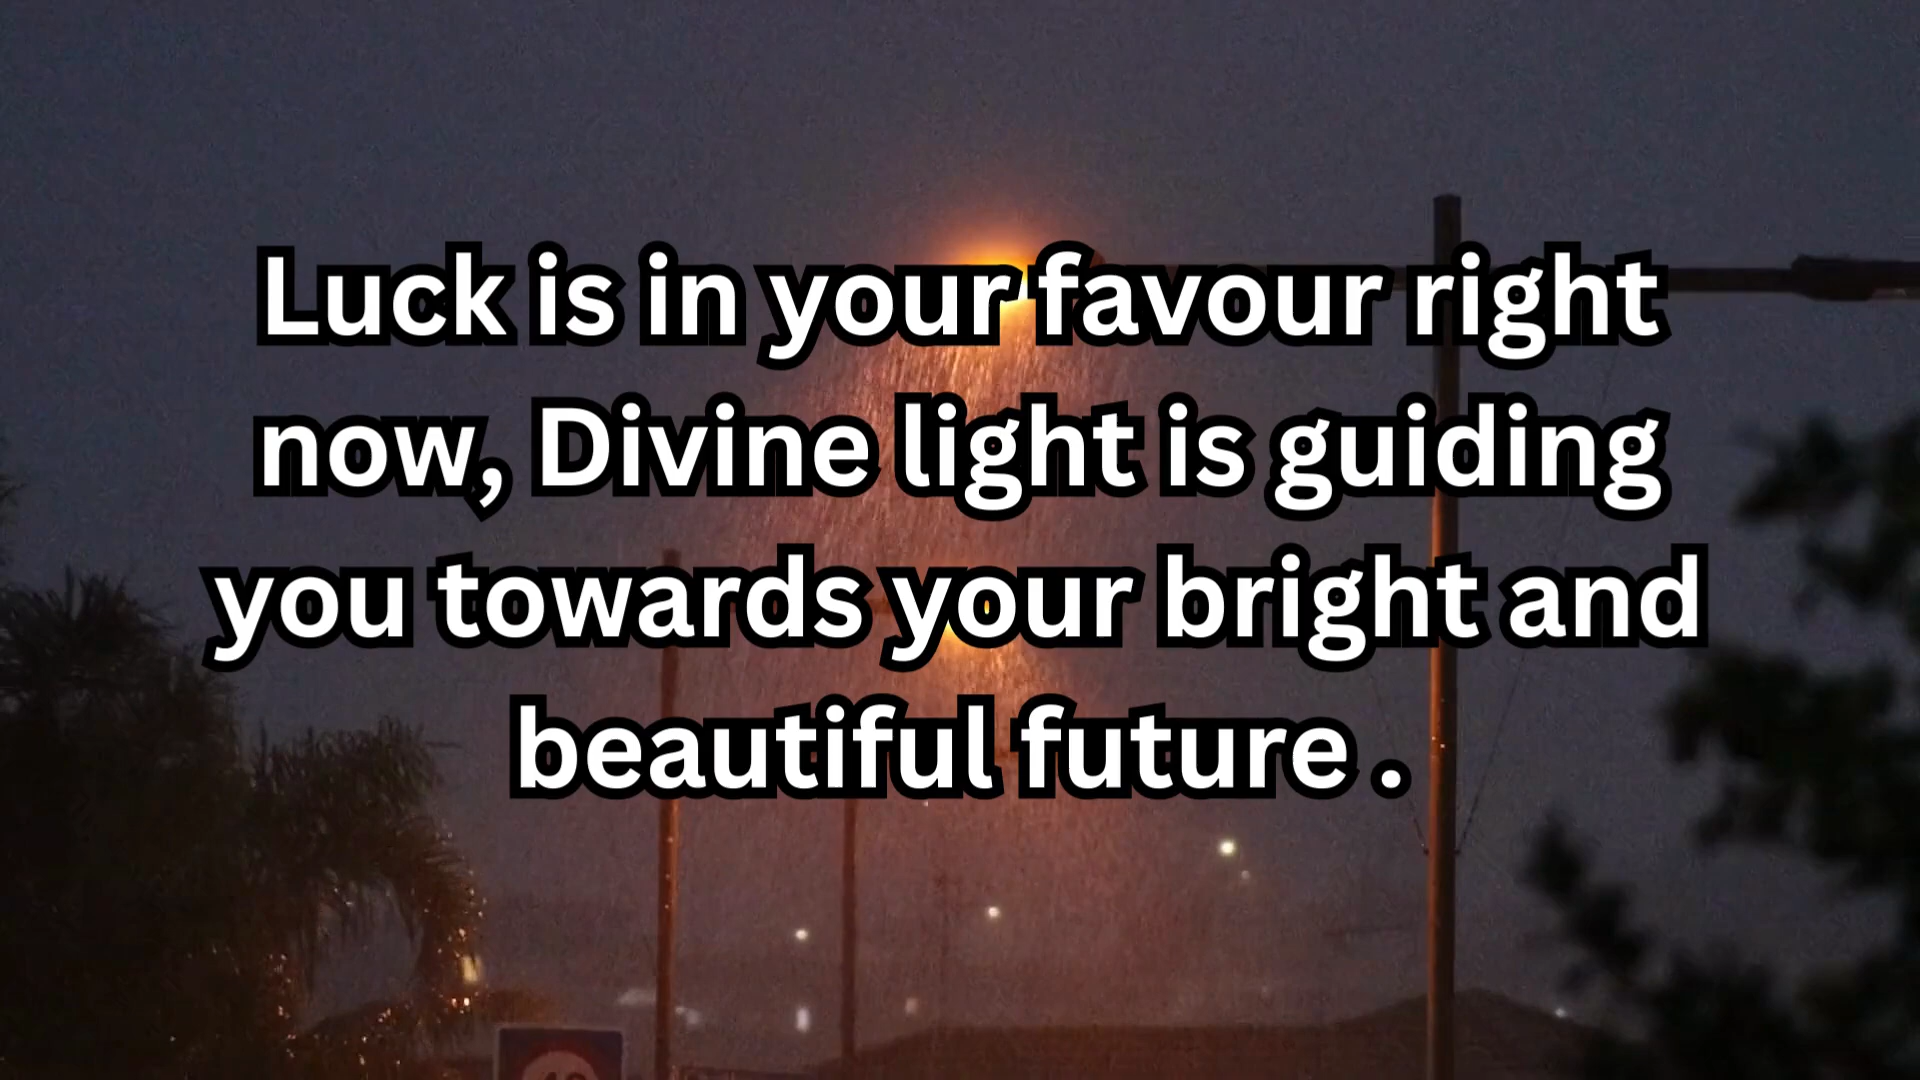 Luck is in your favour right
now, Divine light is guiding
you towards your bright and
beautiful future .